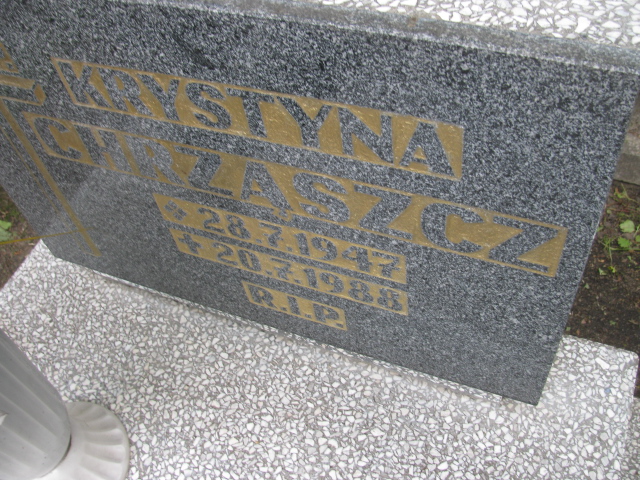 KRYSTYNA
CHRZĄSZCZ
* 28.7.1947
+ 20.7.1988
R.I.P.